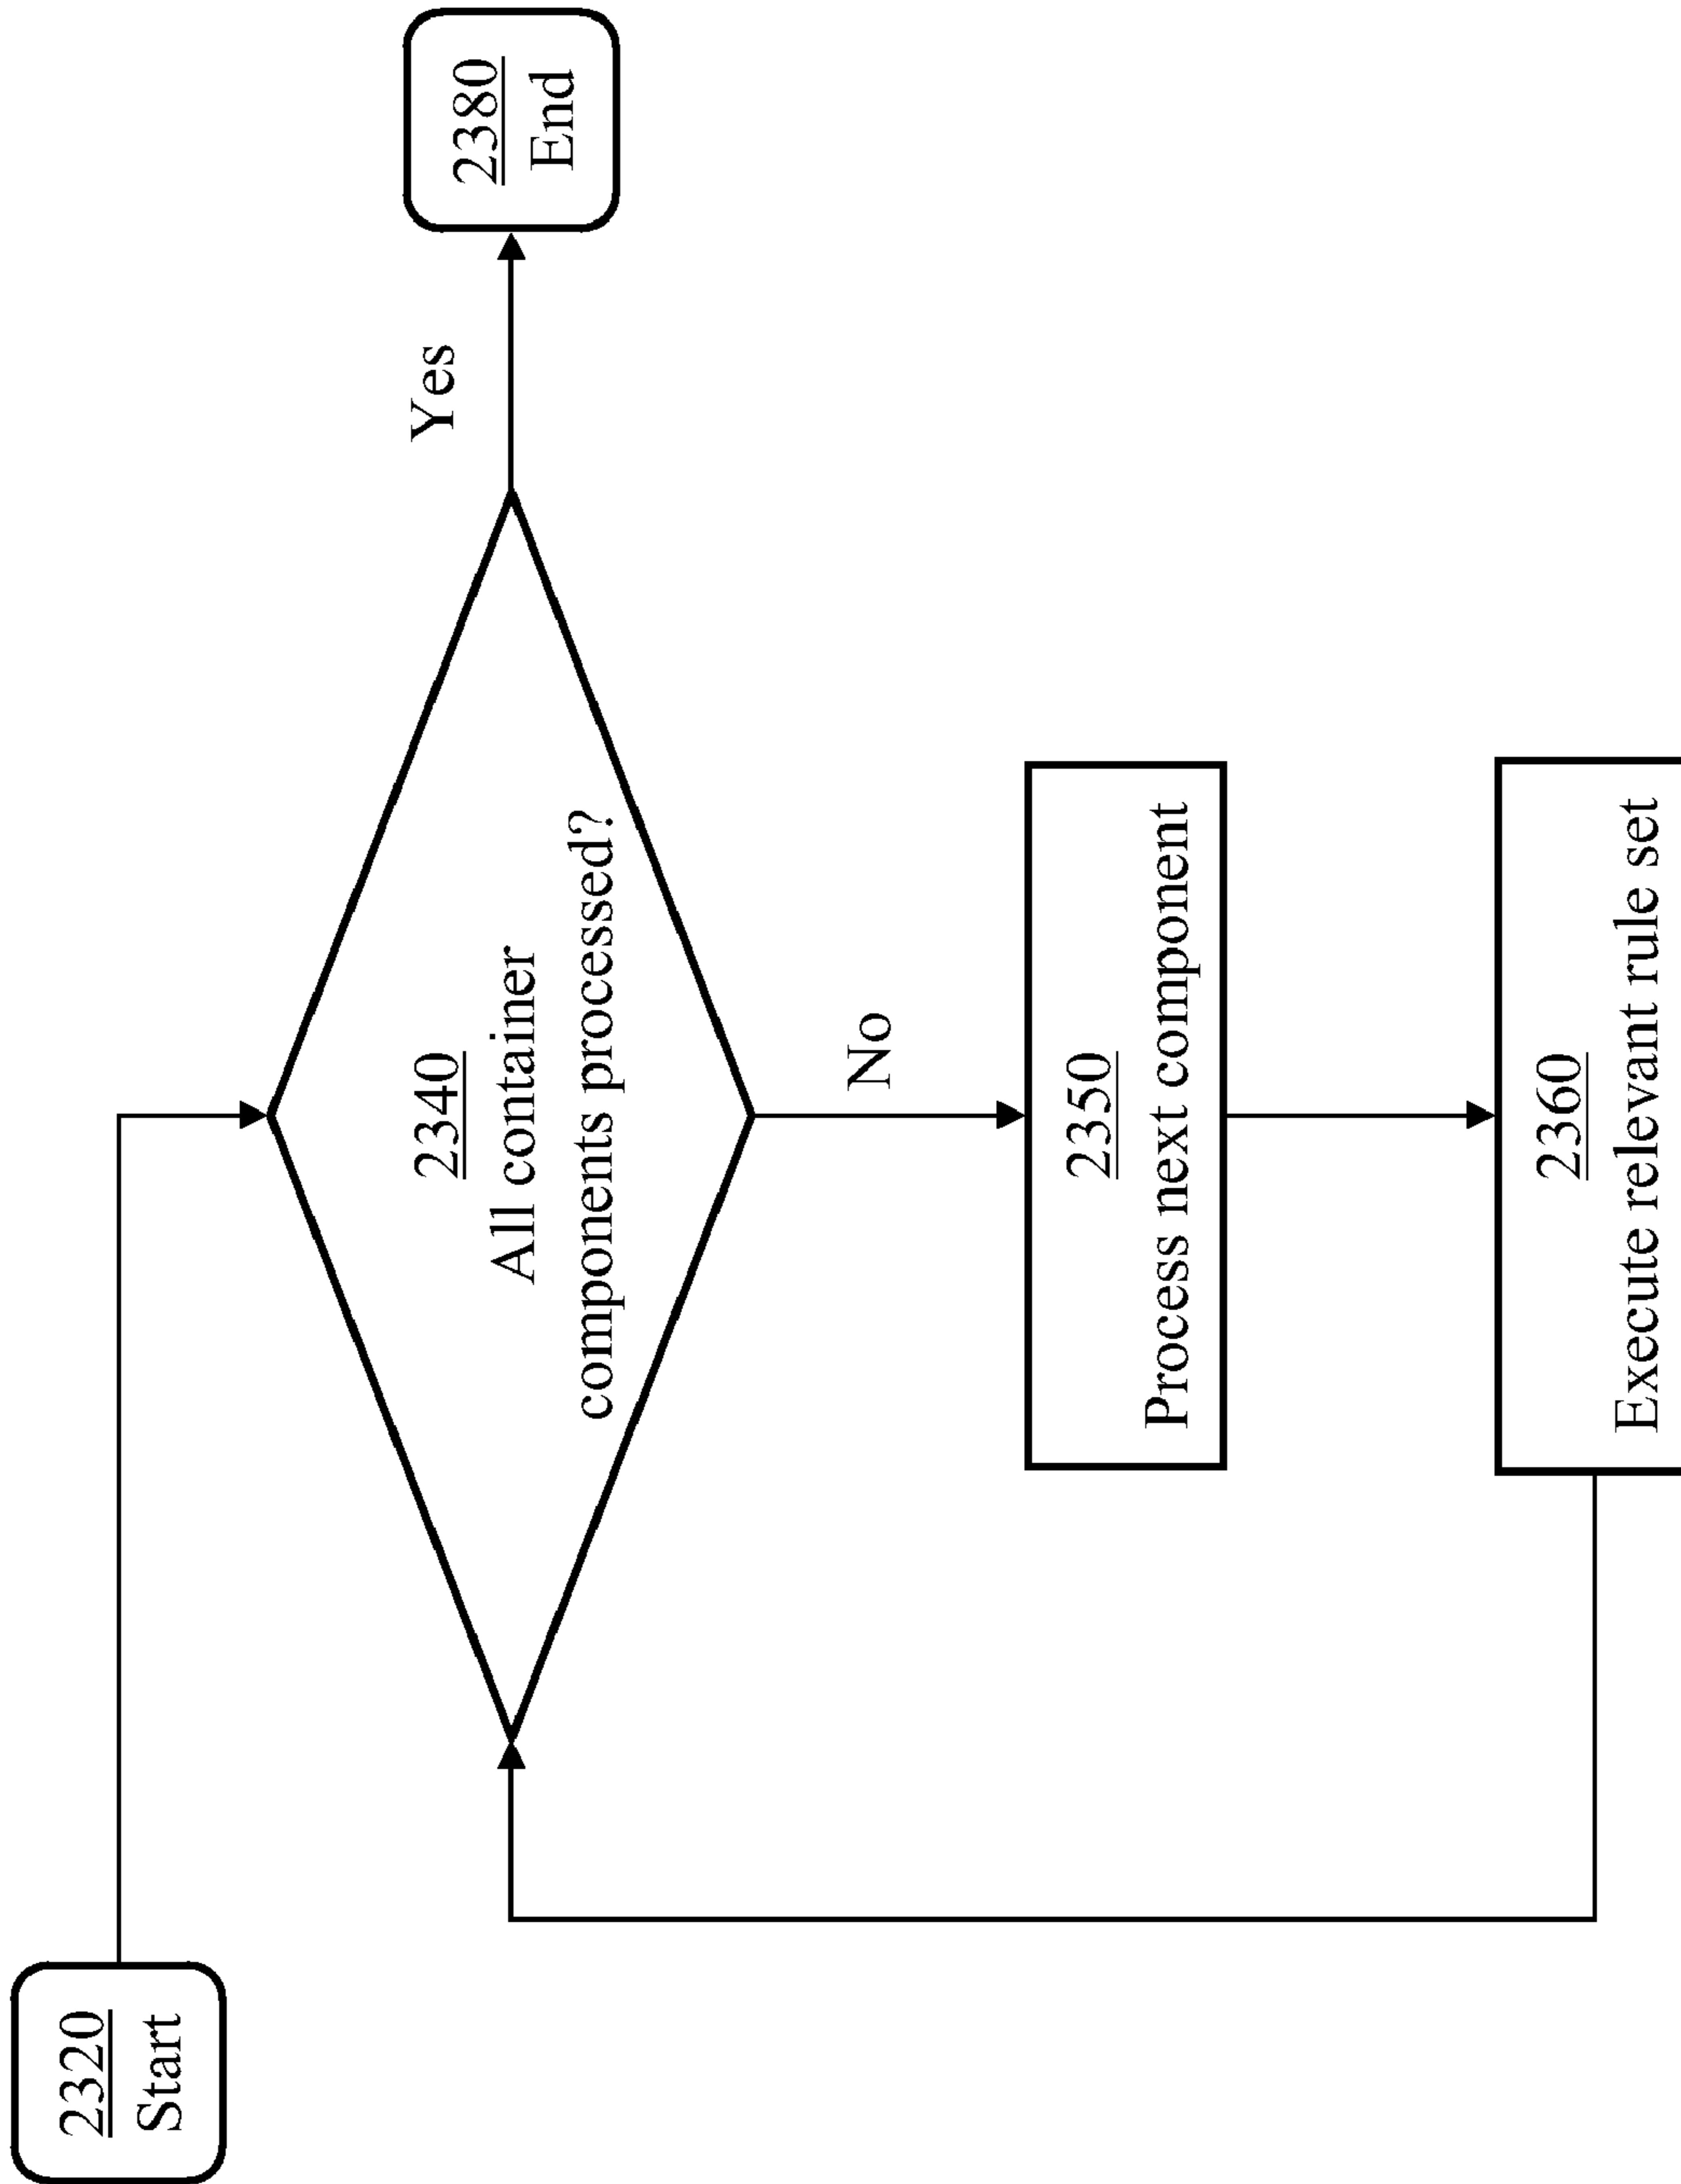 2320
Start
2340
All container
components processed?
Yes
2380
End
No
2350
Process next component
2360
Execute relevant rule set